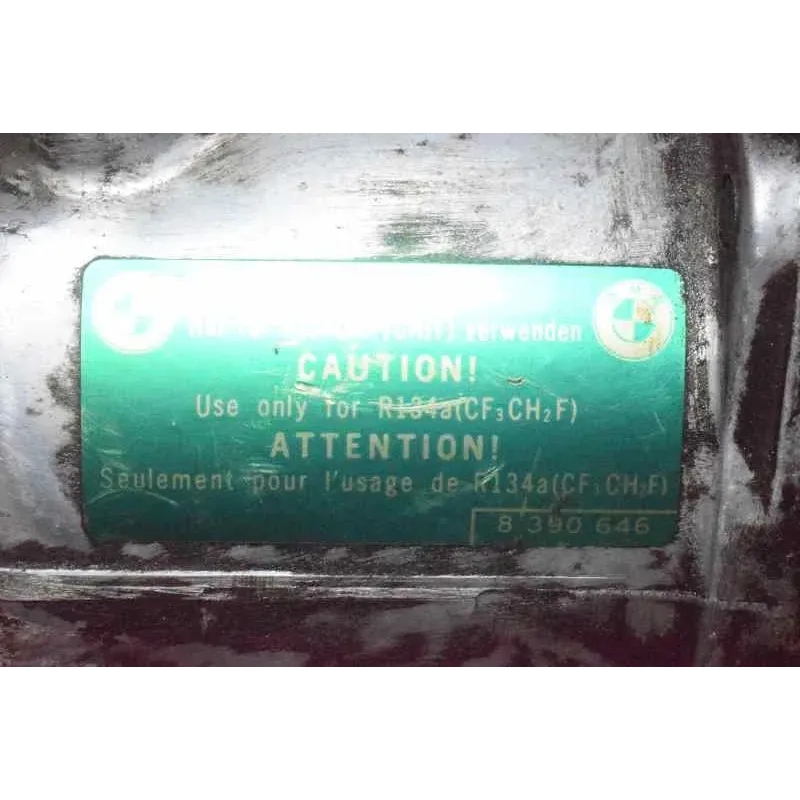 verwenden
CAUTION!
Use only for R134a(CF₃CH₂F)
ATTENTION!
Seulement pour l'usage de R134a(CF₃CH₂F)
8 390 646